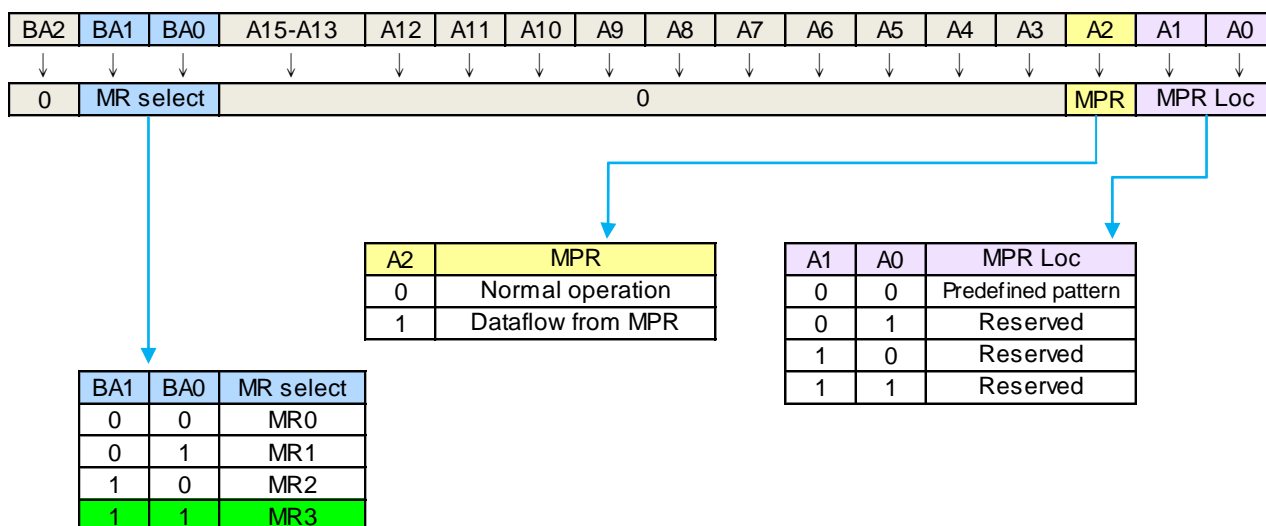 BA2 BA1 BA0 A15-A13 A12 A11 A10 A9 A8 A7 A6 A5 A4 A3 A2 A1 A0
0 MR select 0 MPR MPR Loc
A2 MPR
0 Normal operation
1 Dataflow from MPR
A1 A0 MPR Loc
0 0 Predefined pattern
0 1 Reserved
1 0 Reserved
1 1 Reserved
BA1 BA0 MR select
0 0 MR0
0 1 MR1
1 0 MR2
1 1 MR3